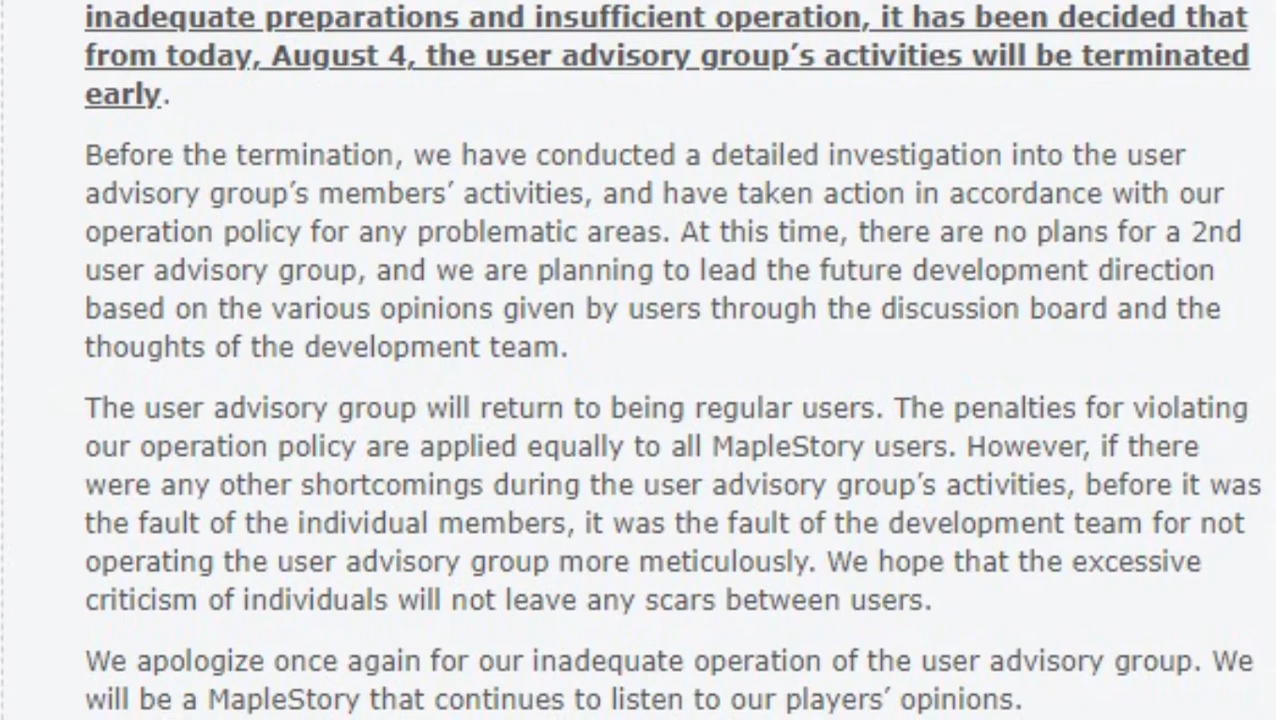 inadequate preparations and insufficient operation, it has been decided that
from today, August 4, the user advisory group’s activities will be terminated
early.
Before the termination, we have conducted a detailed investigation into the user
advisory group’s members’ activities, and have taken action in accordance with our
operation policy for any problematic areas. At this time, there are no plans for a 2nd
user advisory group, and we are planning to lead the future development direction
based on the various opinions given by users through the discussion board and the
thoughts of the development team.
The user advisory group will return to being regular users. The penalties for violating
our operation policy are applied equally to all MapleStory users. However, if there
were any other shortcomings during the user advisory group’s activities, before it was
the fault of the individual members, it was the fault of the development team for not
operating the user advisory group more meticulously. We hope that the excessive
criticism of individuals will not leave any scars between users.
We apologize once again for our inadequate operation of the user advisory group. We
will be a MapleStory that continues to listen to our players’ opinions.